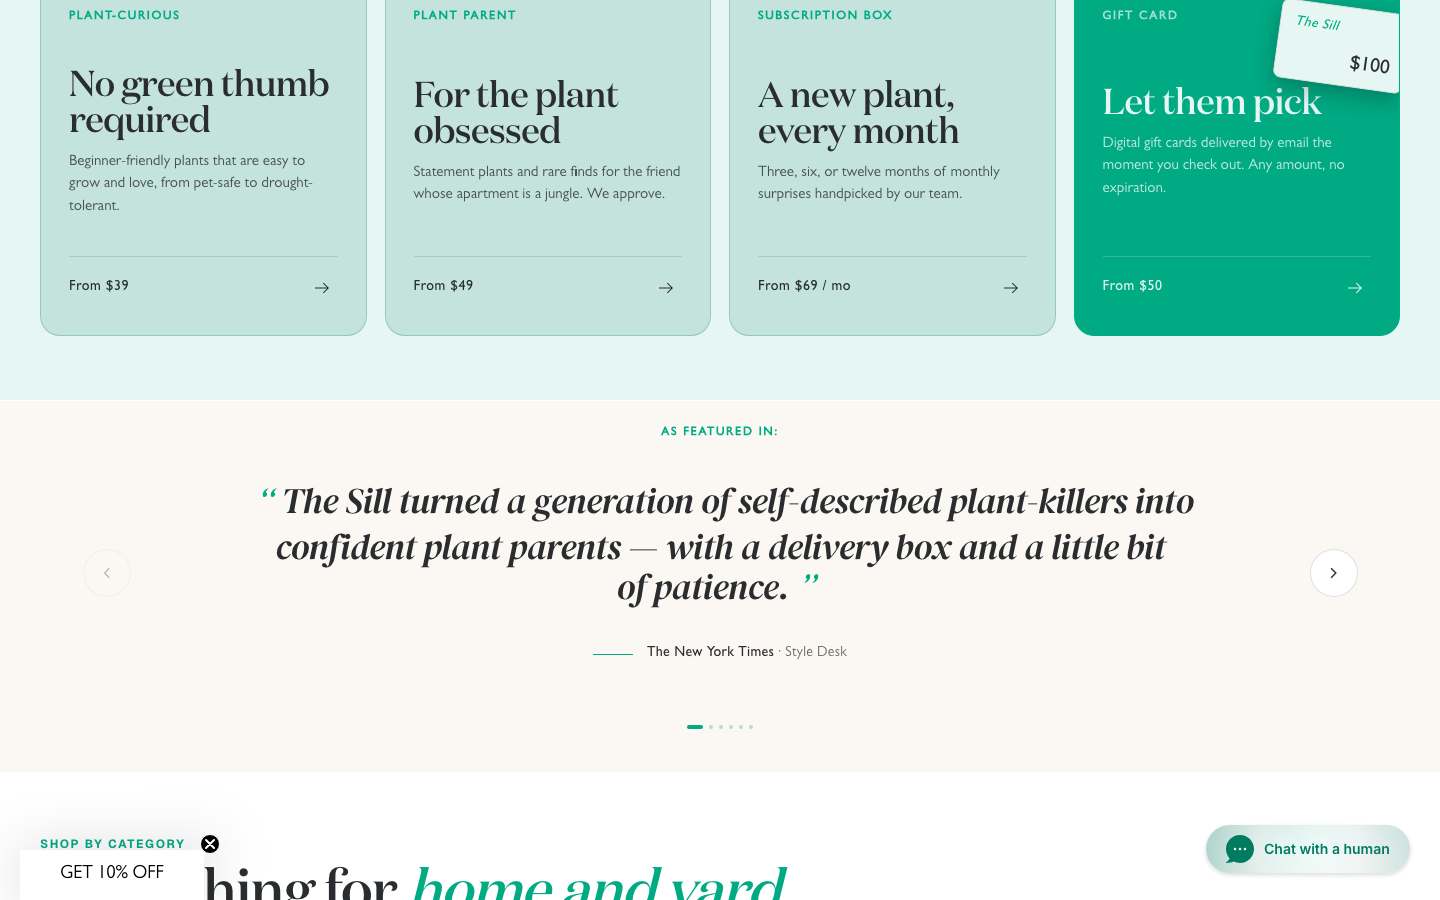 PLANT-CURIOUS
No green thumb
required
Beginner-friendly plants that are easy to
grow and love, from pet-safe to drought-
tolerant.
From $39
PLANT PARENT
For the plant
obsessed
Statement plants and rare finds for the friend
whose apartment is a jungle. We approve.
From $49
SUBSCRIPTION BOX
A new plant,
every month
Three, six, or twelve months of monthly
surprises handpicked by our team.
From $69 / mo
GIFT CARD
The Sill
$100
Let them pick
Digital gift cards delivered by email the
moment you check out. Any amount, no
expiration.
From $50
AS FEATURED IN:
“ The Sill turned a generation of self-described plant-killers into
confident plant parents — with a delivery box and a little bit
of patience. ”
The New York Times · Style Desk
SHOP BY CATEGORY
GET 10% OFF
hing for home and yard
Chat with a human